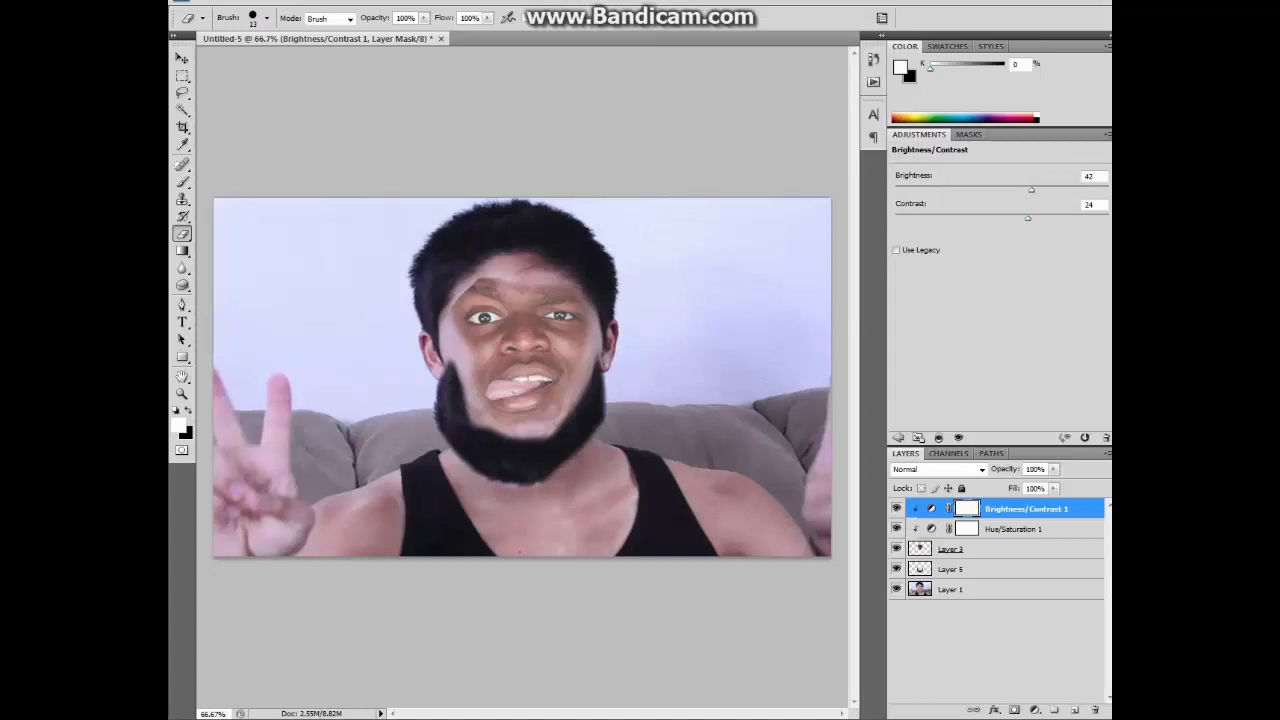 www.Bandicam.com
Brush: Mode: Brush Opacity: 100% Flow: 100%
13
Untitled-5 @ 66.7% (Brightness/Contrast 1, Layer Mask/8) *
COLOR SWATCHES STYLES
K 0 %
ADJUSTMENTS MASKS
Brightness/Contrast
Brightness: 42
Contrast: 24
Use Legacy
LAYERS CHANNELS PATHS
Normal Opacity: 100%
Lock: Fill: 100%
Brightness/Contrast 1
Hue/Saturation 1
Layer 3
Layer 5
Layer 1
66.67% Doc: 2.55M/8.82M